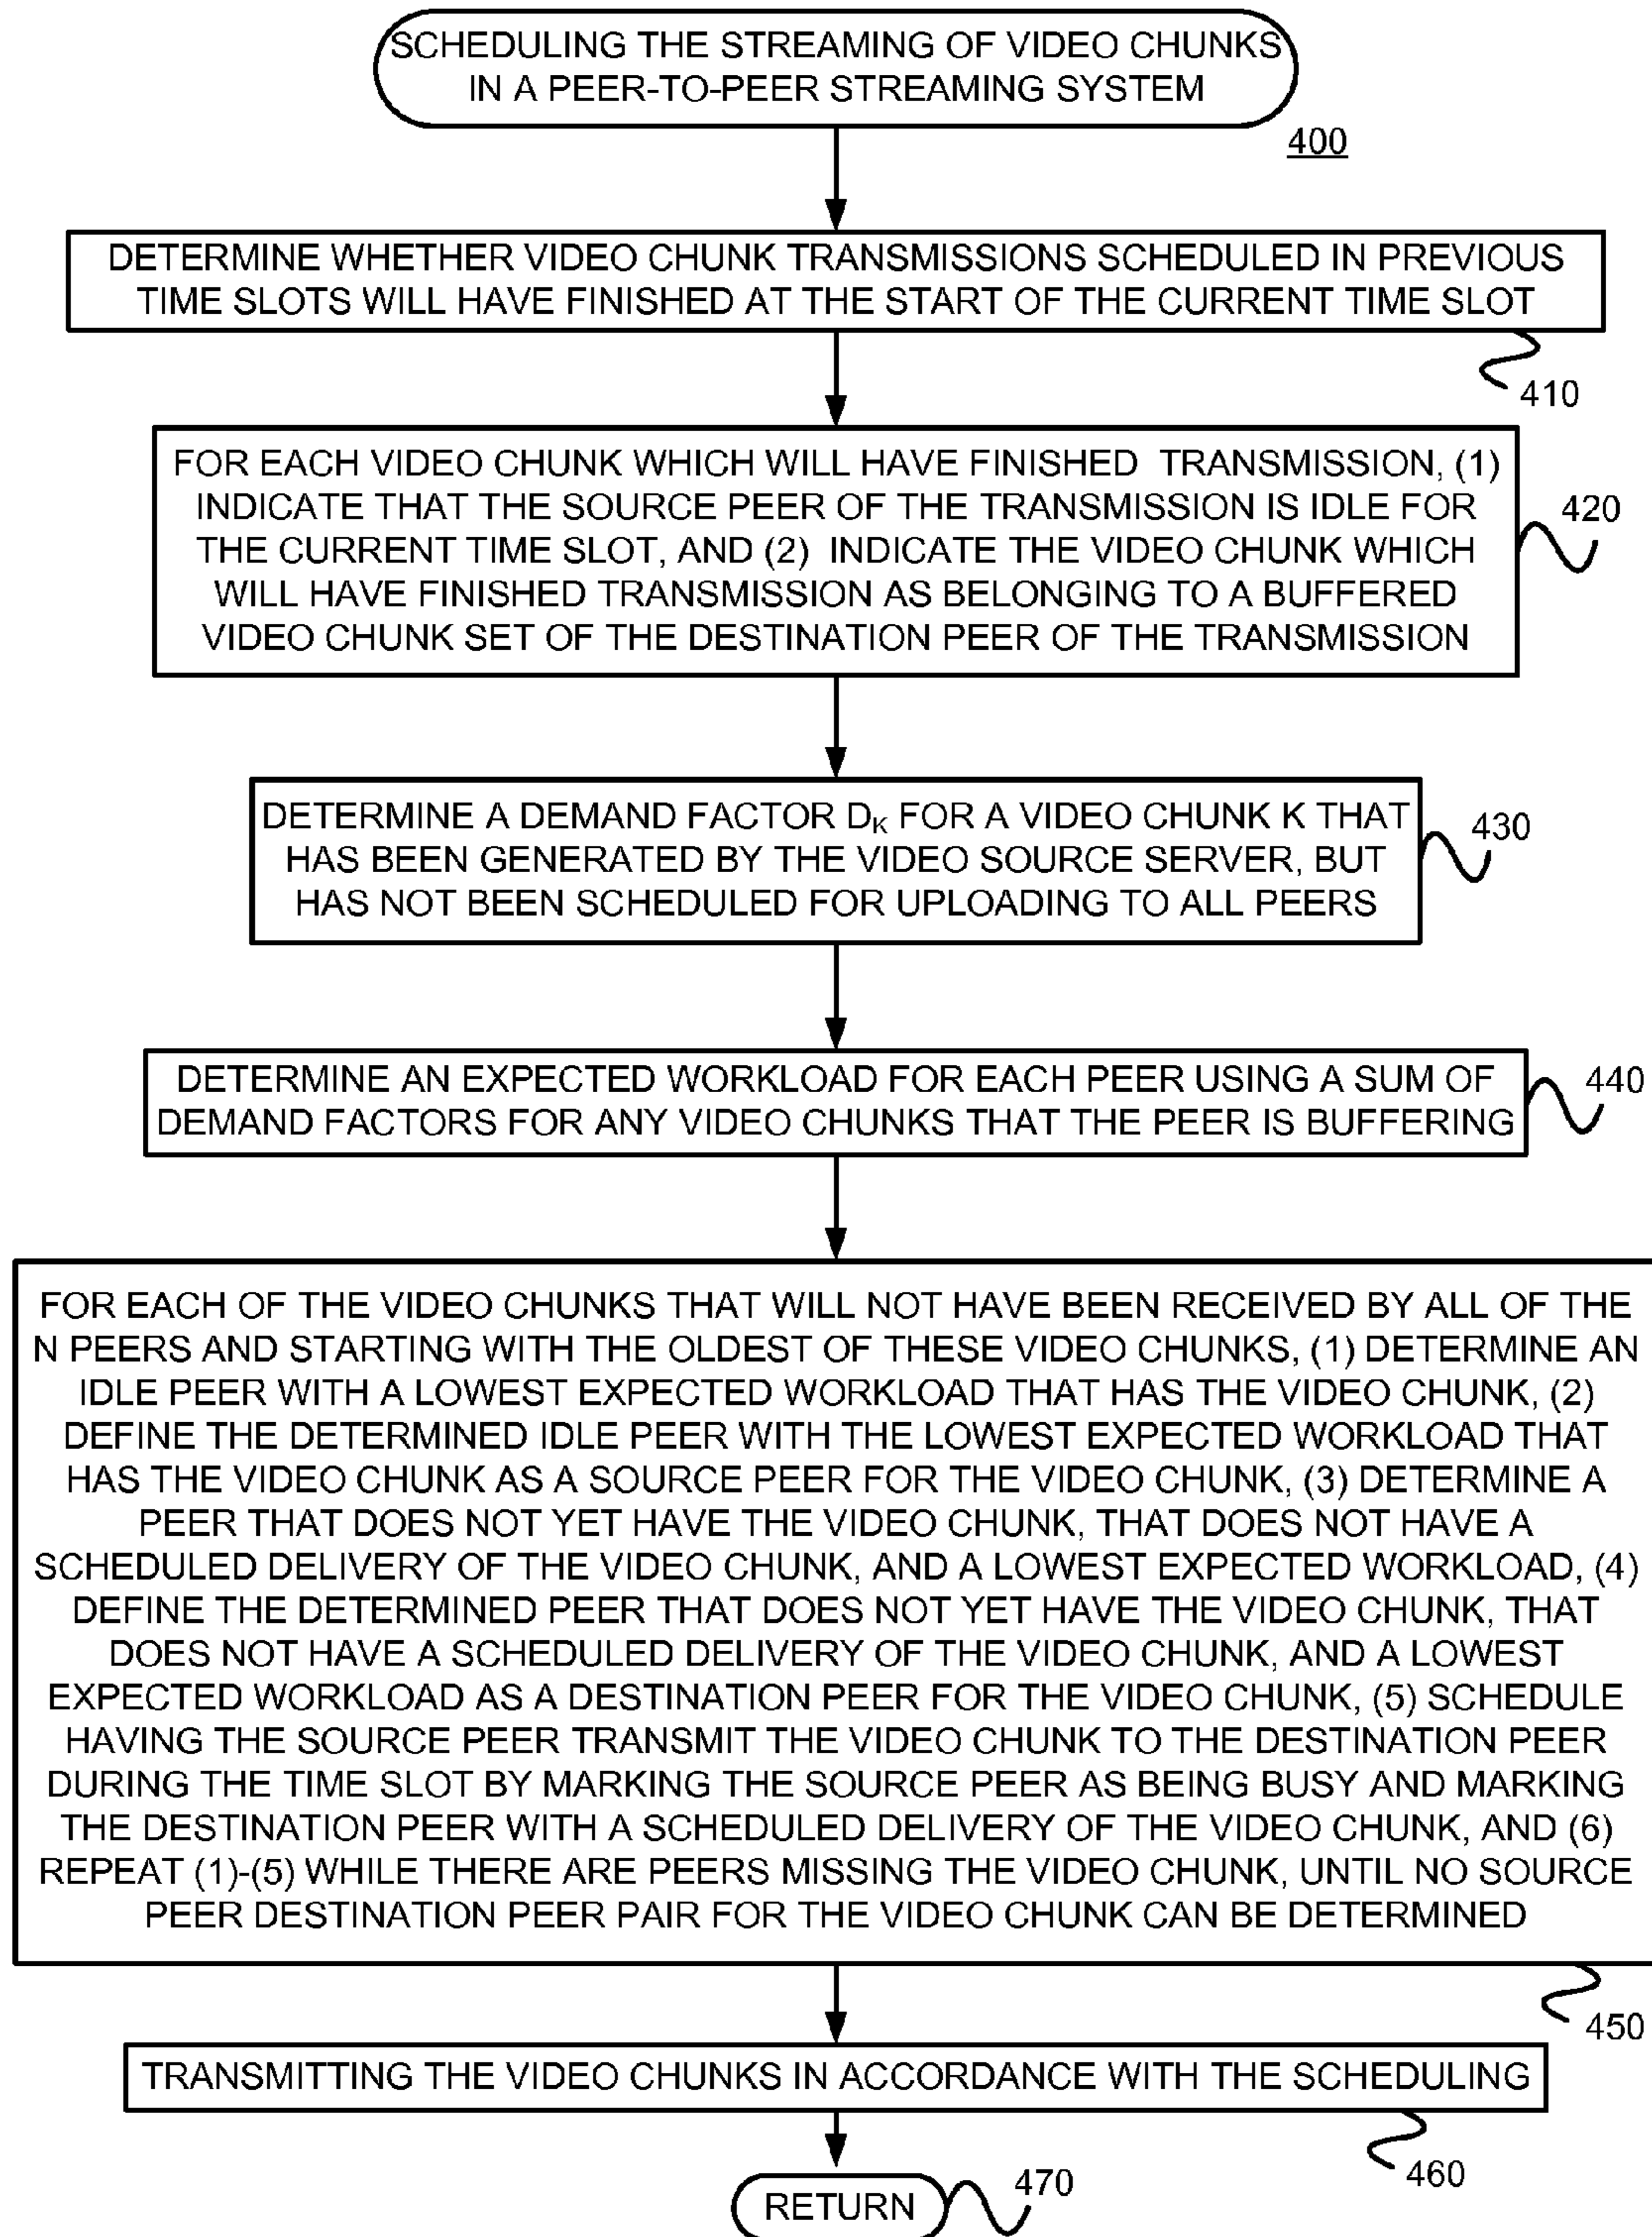 SCHEDULING THE STREAMING OF VIDEO CHUNKS
IN A PEER-TO-PEER STREAMING SYSTEM
400
DETERMINE WHETHER VIDEO CHUNK TRANSMISSIONS SCHEDULED IN PREVIOUS
TIME SLOTS WILL HAVE FINISHED AT THE START OF THE CURRENT TIME SLOT
410
FOR EACH VIDEO CHUNK WHICH WILL HAVE FINISHED TRANSMISSION, (1)
INDICATE THAT THE SOURCE PEER OF THE TRANSMISSION IS IDLE FOR
THE CURRENT TIME SLOT, AND (2) INDICATE THE VIDEO CHUNK WHICH
WILL HAVE FINISHED TRANSMISSION AS BELONGING TO A BUFFERED
VIDEO CHUNK SET OF THE DESTINATION PEER OF THE TRANSMISSION
420
DETERMINE A DEMAND FACTOR DK FOR A VIDEO CHUNK K THAT
HAS BEEN GENERATED BY THE VIDEO SOURCE SERVER, BUT
HAS NOT BEEN SCHEDULED FOR UPLOADING TO ALL PEERS
430
DETERMINE AN EXPECTED WORKLOAD FOR EACH PEER USING A SUM OF
DEMAND FACTORS FOR ANY VIDEO CHUNKS THAT THE PEER IS BUFFERING
440
FOR EACH OF THE VIDEO CHUNKS THAT WILL NOT HAVE BEEN RECEIVED BY ALL OF THE
N PEERS AND STARTING WITH THE OLDEST OF THESE VIDEO CHUNKS, (1) DETERMINE AN
IDLE PEER WITH A LOWEST EXPECTED WORKLOAD THAT HAS THE VIDEO CHUNK, (2)
DEFINE THE DETERMINED IDLE PEER WITH THE LOWEST EXPECTED WORKLOAD THAT
HAS THE VIDEO CHUNK AS A SOURCE PEER FOR THE VIDEO CHUNK, (3) DETERMINE A
PEER THAT DOES NOT YET HAVE THE VIDEO CHUNK, THAT DOES NOT HAVE A
SCHEDULED DELIVERY OF THE VIDEO CHUNK, AND A LOWEST EXPECTED WORKLOAD, (4)
DEFINE THE DETERMINED PEER THAT DOES NOT YET HAVE THE VIDEO CHUNK, THAT
DOES NOT HAVE A SCHEDULED DELIVERY OF THE VIDEO CHUNK, AND A LOWEST
EXPECTED WORKLOAD AS A DESTINATION PEER FOR THE VIDEO CHUNK, (5) SCHEDULE
HAVING THE SOURCE PEER TRANSMIT THE VIDEO CHUNK TO THE DESTINATION PEER
DURING THE TIME SLOT BY MARKING THE SOURCE PEER AS BEING BUSY AND MARKING
THE DESTINATION PEER WITH A SCHEDULED DELIVERY OF THE VIDEO CHUNK, AND (6)
REPEAT (1)-(5) WHILE THERE ARE PEERS MISSING THE VIDEO CHUNK, UNTIL NO SOURCE
PEER DESTINATION PEER PAIR FOR THE VIDEO CHUNK CAN BE DETERMINED
450
TRANSMITTING THE VIDEO CHUNKS IN ACCORDANCE WITH THE SCHEDULING
460
RETURN
470